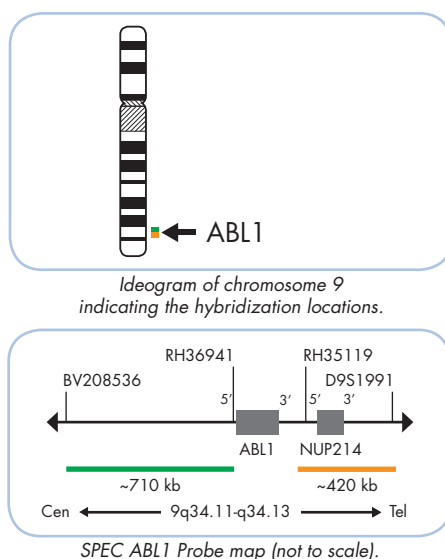 ABL1
Ideogram of chromosome 9
indicating the hybridization locations.
RH36941 RH35119
BV208536 D9S1991
5’ 3’ 5’ 3’
ABL1 NUP214
~710 kb ~420 kb
Cen 9q34.11-q34.13 Tel
SPEC ABL1 Probe map (not to scale).